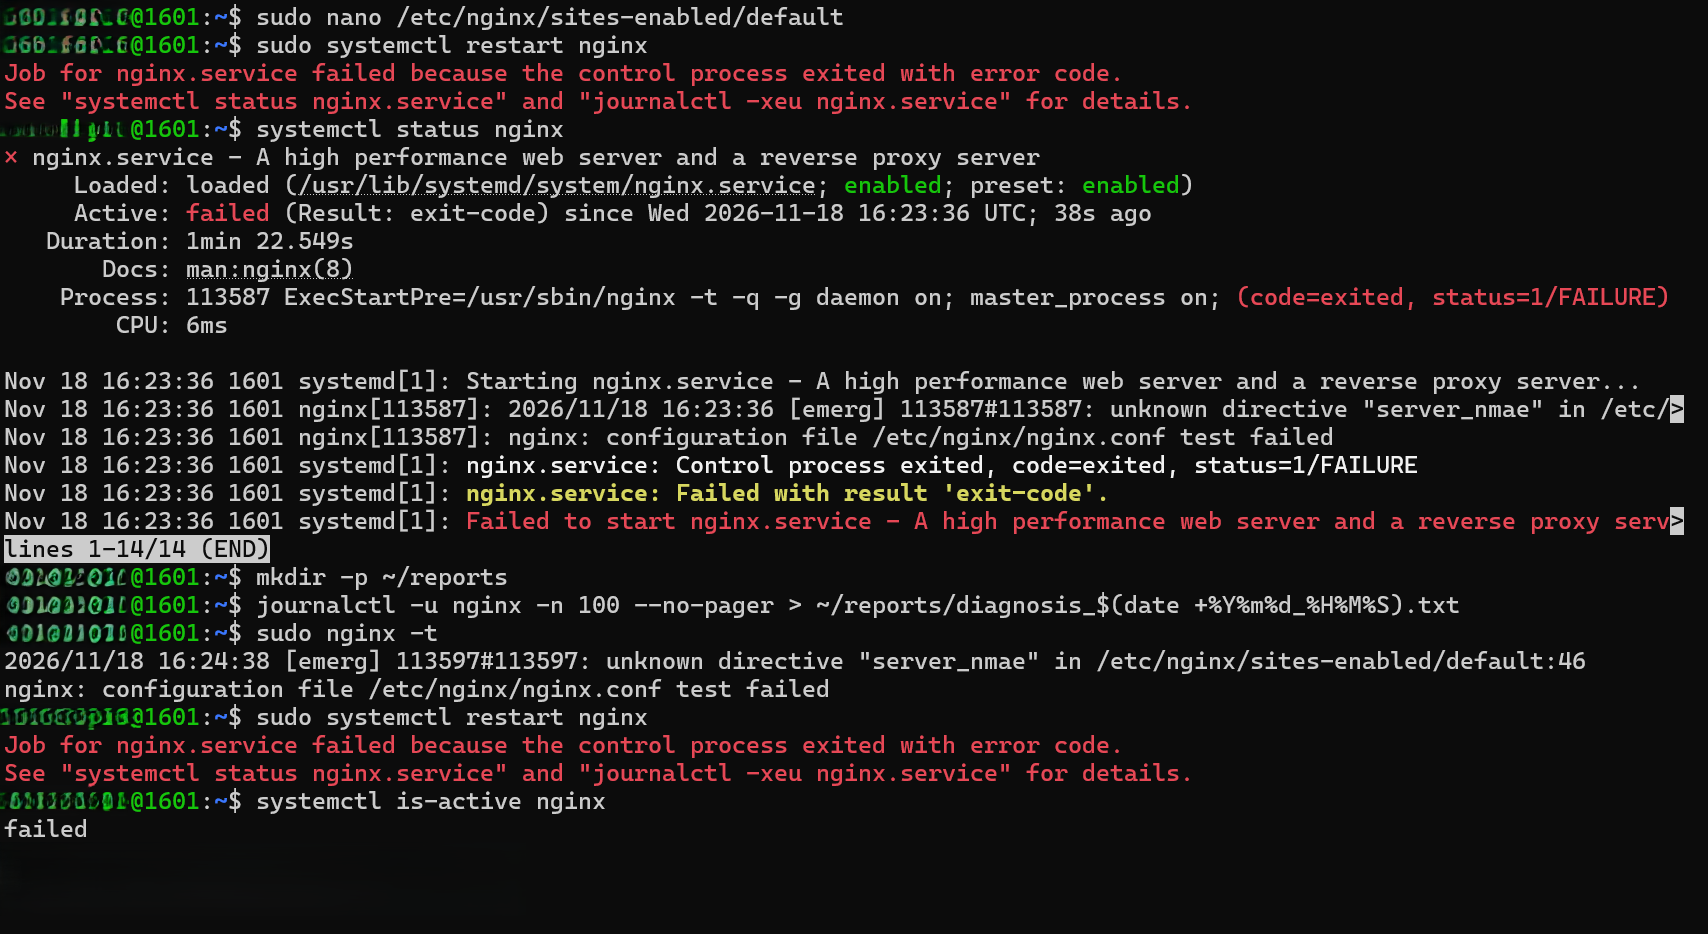 @1601:~$ sudo nano /etc/nginx/sites-enabled/default
@1601:~$ sudo systemctl restart nginx
Job for nginx.service failed because the control process exited with error code.
See "systemctl status nginx.service" and "journalctl -xeu nginx.service" for details.
@1601:~$ systemctl status nginx
× nginx.service - A high performance web server and a reverse proxy server
Loaded: loaded (/usr/lib/systemd/system/nginx.service; enabled; preset: enabled)
Active: failed (Result: exit-code) since Wed 2026-11-18 16:23:36 UTC; 38s ago
Duration: 1min 22.549s
Docs: man:nginx(8)
Process: 113587 ExecStartPre=/usr/sbin/nginx -t -q -g daemon on; master_process on; (code=exited, status=1/FAILURE)
CPU: 6ms
Nov 18 16:23:36 1601 systemd[1]: Starting nginx.service - A high performance web server and a reverse proxy server...
Nov 18 16:23:36 1601 nginx[113587]: 2026/11/18 16:23:36 [emerg] 113587#113587: unknown directive "server_nmae" in /etc/>
Nov 18 16:23:36 1601 nginx[113587]: nginx: configuration file /etc/nginx/nginx.conf test failed
Nov 18 16:23:36 1601 systemd[1]: nginx.service: Control process exited, code=exited, status=1/FAILURE
Nov 18 16:23:36 1601 systemd[1]: nginx.service: Failed with result 'exit-code'.
Nov 18 16:23:36 1601 systemd[1]: Failed to start nginx.service - A high performance web server and a reverse proxy serv>
lines 1-14/14 (END)
@1601:~$ mkdir -p ~/reports
@1601:~$ journalctl -u nginx -n 100 --no-pager > ~/reports/diagnosis_$(date +%Y%m%d_%H%M%S).txt
@1601:~$ sudo nginx -t
2026/11/18 16:24:38 [emerg] 113597#113597: unknown directive "server_nmae" in /etc/nginx/sites-enabled/default:46
nginx: configuration file /etc/nginx/nginx.conf test failed
@1601:~$ sudo systemctl restart nginx
Job for nginx.service failed because the control process exited with error code.
See "systemctl status nginx.service" and "journalctl -xeu nginx.service" for details.
@1601:~$ systemctl is-active nginx
failed